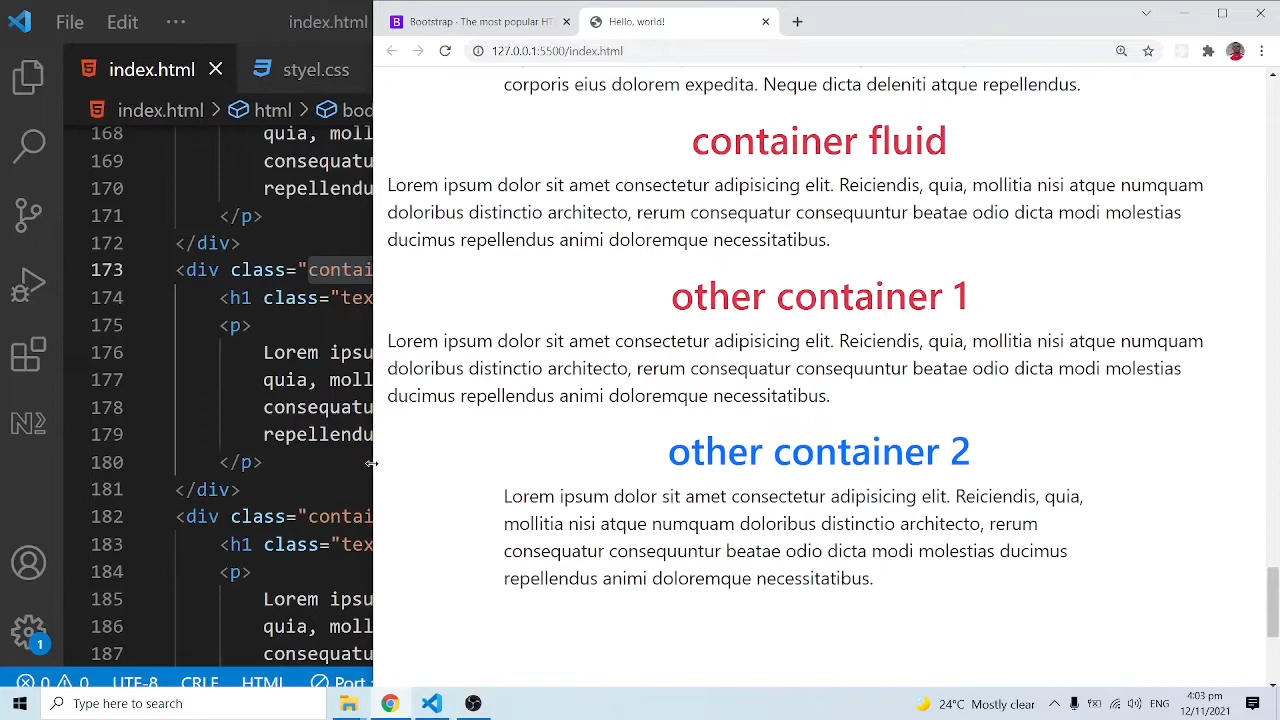 File Edit ··· index.html
Bootstrap · The most popular HT
Hello, world!
127.0.0.1:5500/index.html
index.html
styel.css
index.html > html > bod
168 quia, moll
169 consequatu
170 repellendu
171 </p>
172 </div>
173 <div class="contai
174 <h1 class="tex
175 <p>
176 Lorem ipsu
177 quia, moll
178 consequatu
179 repellendu
180 </p>
181 </div>
182 <div class="contai
183 <h1 class="tex
184 <p>
185 Lorem ipsu
186 quia, moll
187 consequatu
1
0 0 UTF-8 CRLF HTML Port
corporis eius dolorem expedita. Neque dicta deleniti atque repellendus.
container fluid
Lorem ipsum dolor sit amet consectetur adipisicing elit. Reiciendis, quia, mollitia nisi atque numquam
doloribus distinctio architecto, rerum consequatur consequuntur beatae odio dicta modi molestias
ducimus repellendus animi doloremque necessitatibus.
other container 1
Lorem ipsum dolor sit amet consectetur adipisicing elit. Reiciendis, quia, mollitia nisi atque numquam
doloribus distinctio architecto, rerum consequatur consequuntur beatae odio dicta modi molestias
ducimus repellendus animi doloremque necessitatibus.
other container 2
Lorem ipsum dolor sit amet consectetur adipisicing elit. Reiciendis, quia,
mollitia nisi atque numquam doloribus distinctio architecto, rerum
consequatur consequuntur beatae odio dicta modi molestias ducimus
repellendus animi doloremque necessitatibus.
Type here to search
24°C Mostly clear
ENG
4:03 pm
12/11/2021